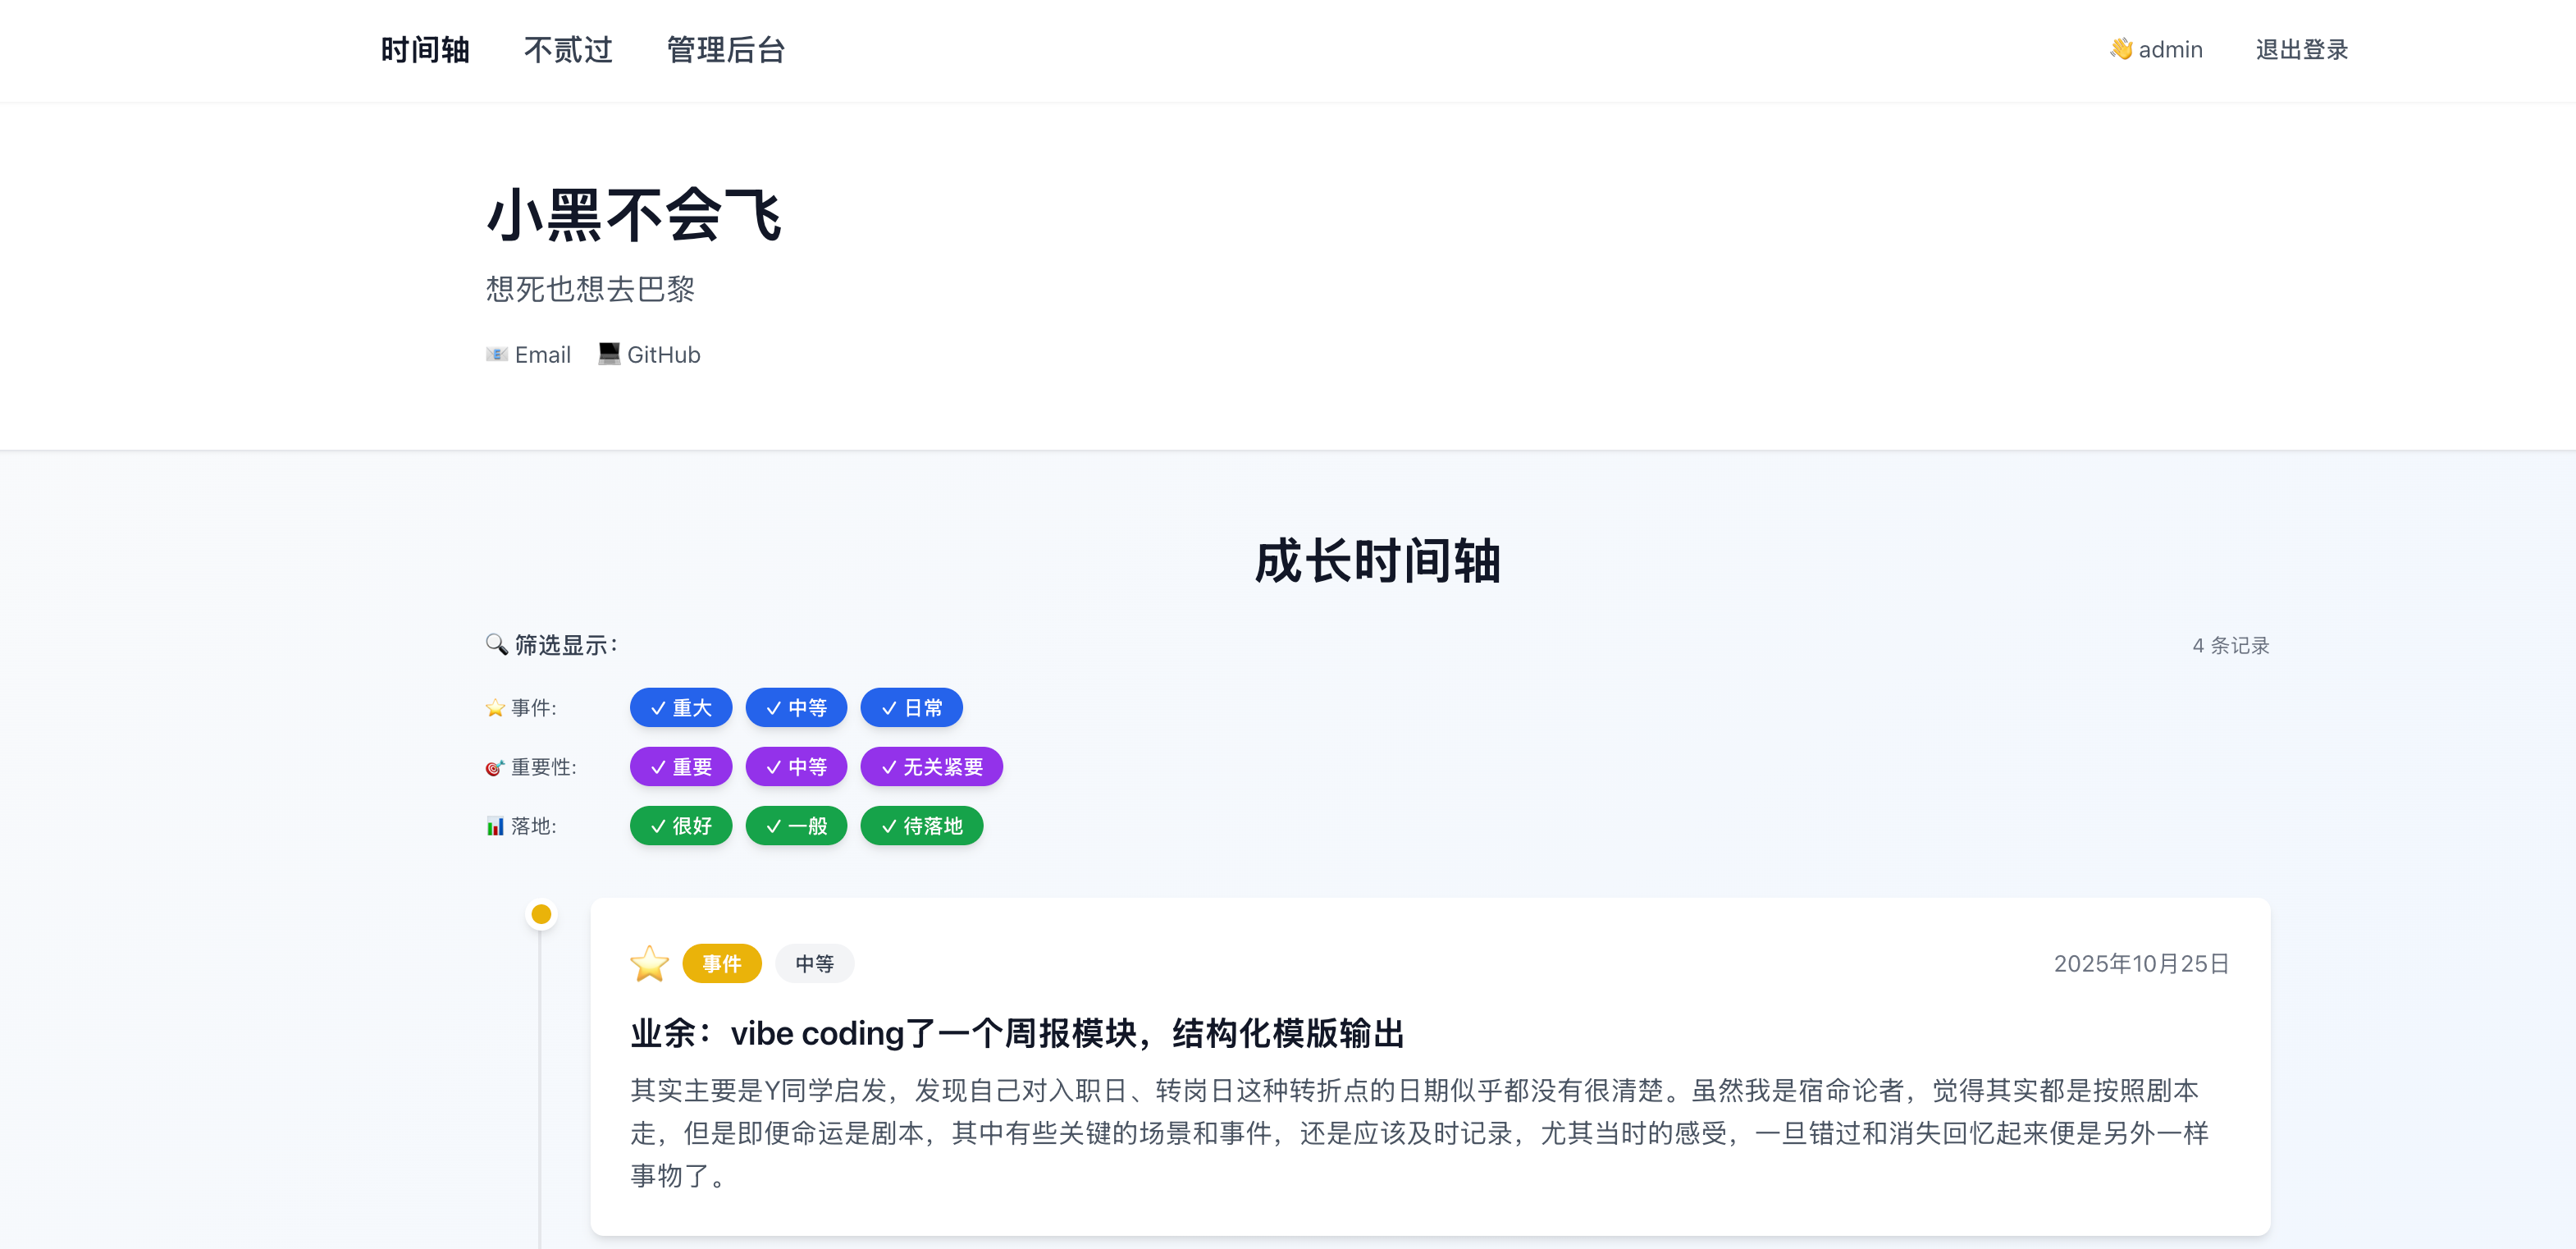 时间轴 不贰过 管理后台 👋 admin 退出登录
小黑不会飞
想死也想去巴黎
📧 Email 💻 GitHub
成长时间轴
🔍 筛选显示： 4 条记录
⭐ 事件: ✓ 重大 ✓ 中等 ✓ 日常
🎯 重要性: ✓ 重要 ✓ 中等 ✓ 无关紧要
📊 落地: ✓ 很好 ✓ 一般 ✓ 待落地
⭐ 事件 中等 2025年10月25日
业余：vibe coding了一个周报模块，结构化模版输出
其实主要是Y同学启发，发现自己对入职日、转岗日这种转折点的日期似乎都没有很清楚。虽然我是宿命论者，觉得其实都是按照剧本
走，但是即便命运是剧本，其中有些关键的场景和事件，还是应该及时记录，尤其当时的感受，一旦错过和消失回忆起来便是另外一样
事物了。